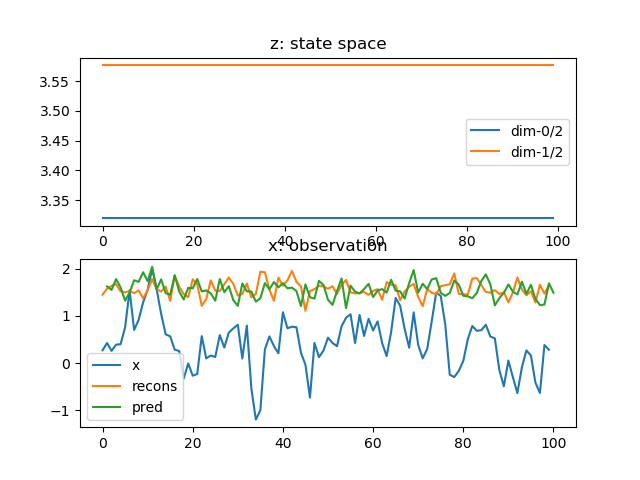 z: state space
3.55
3.50
3.45
3.40
3.35
dim-0/2
dim-1/2
0 20 40 60 80 100
x: observation
2
1
0
−1
x
recons
pred
0 20 40 60 80 100